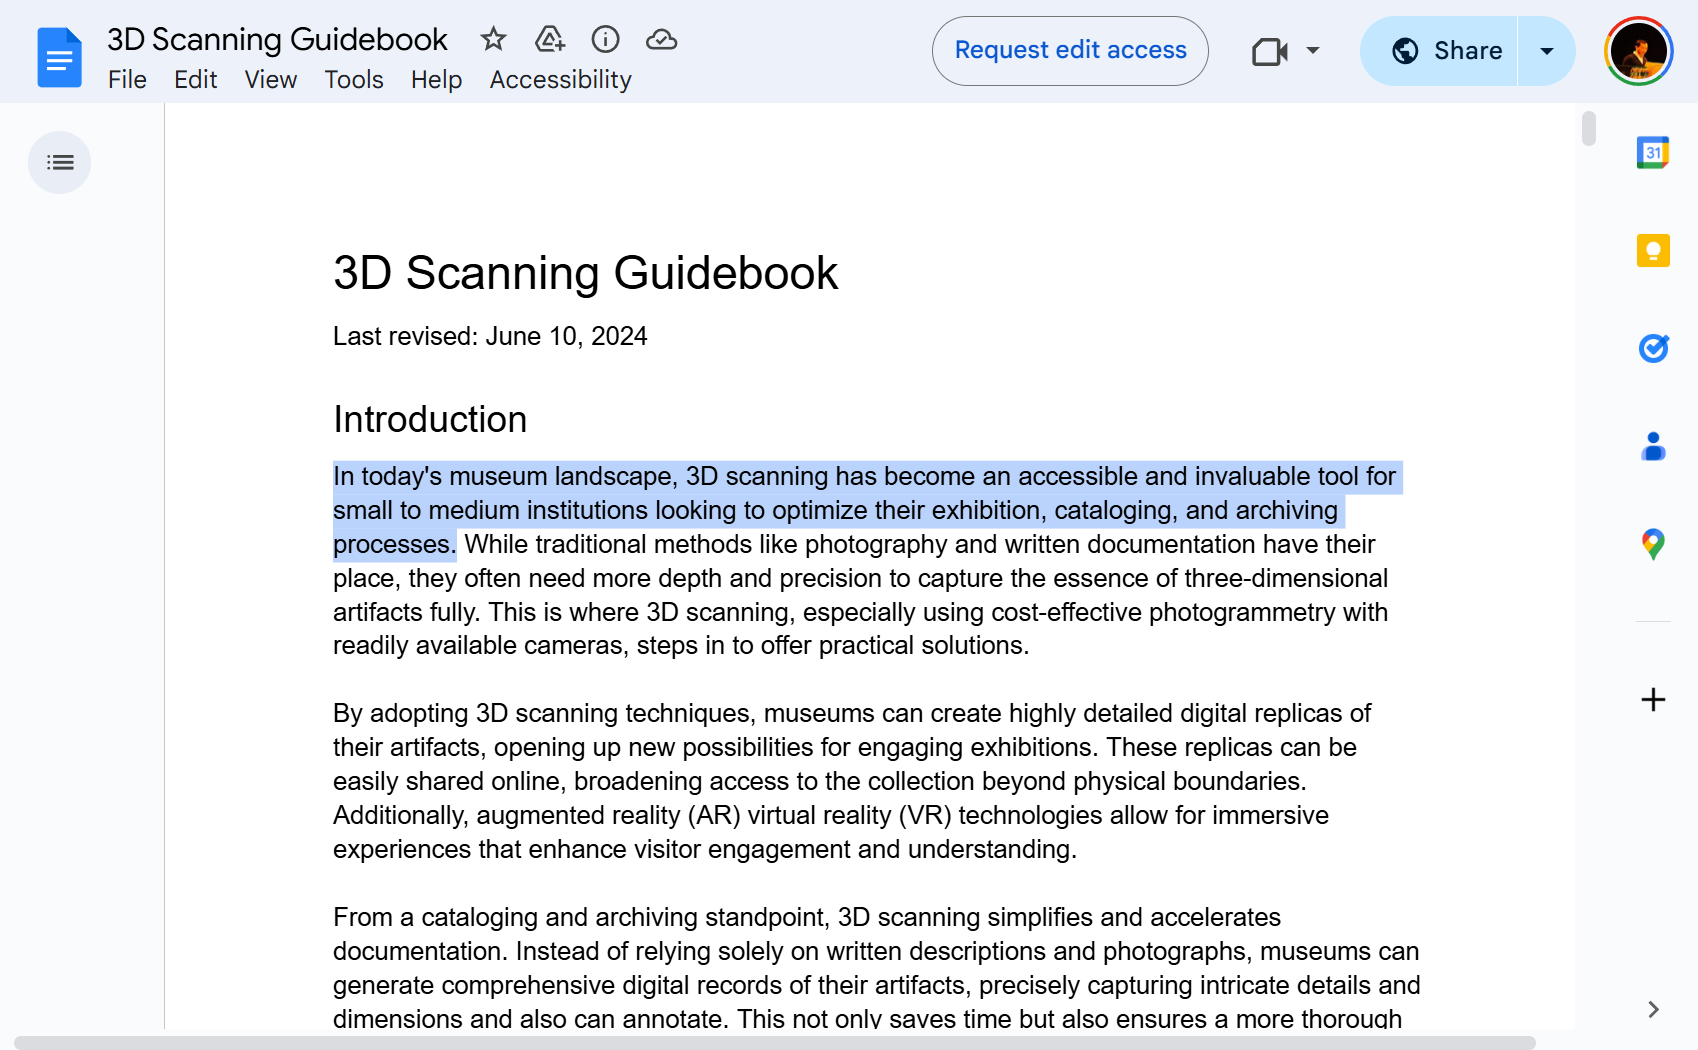 3D Scanning Guidebook
File Edit View Tools Help Accessibility
Request edit access
Share
31
3D Scanning Guidebook
Last revised: June 10, 2024
Introduction
In today's museum landscape, 3D scanning has become an accessible and invaluable tool for
small to medium institutions looking to optimize their exhibition, cataloging, and archiving
processes. While traditional methods like photography and written documentation have their
place, they often need more depth and precision to capture the essence of three-dimensional
artifacts fully. This is where 3D scanning, especially using cost-effective photogrammetry with
readily available cameras, steps in to offer practical solutions.
By adopting 3D scanning techniques, museums can create highly detailed digital replicas of
their artifacts, opening up new possibilities for engaging exhibitions. These replicas can be
easily shared online, broadening access to the collection beyond physical boundaries.
Additionally, augmented reality (AR) virtual reality (VR) technologies allow for immersive
experiences that enhance visitor engagement and understanding.
From a cataloging and archiving standpoint, 3D scanning simplifies and accelerates
documentation. Instead of relying solely on written descriptions and photographs, museums can
generate comprehensive digital records of their artifacts, precisely capturing intricate details and
dimensions and also can annotate. This not only saves time but also ensures a more thorough